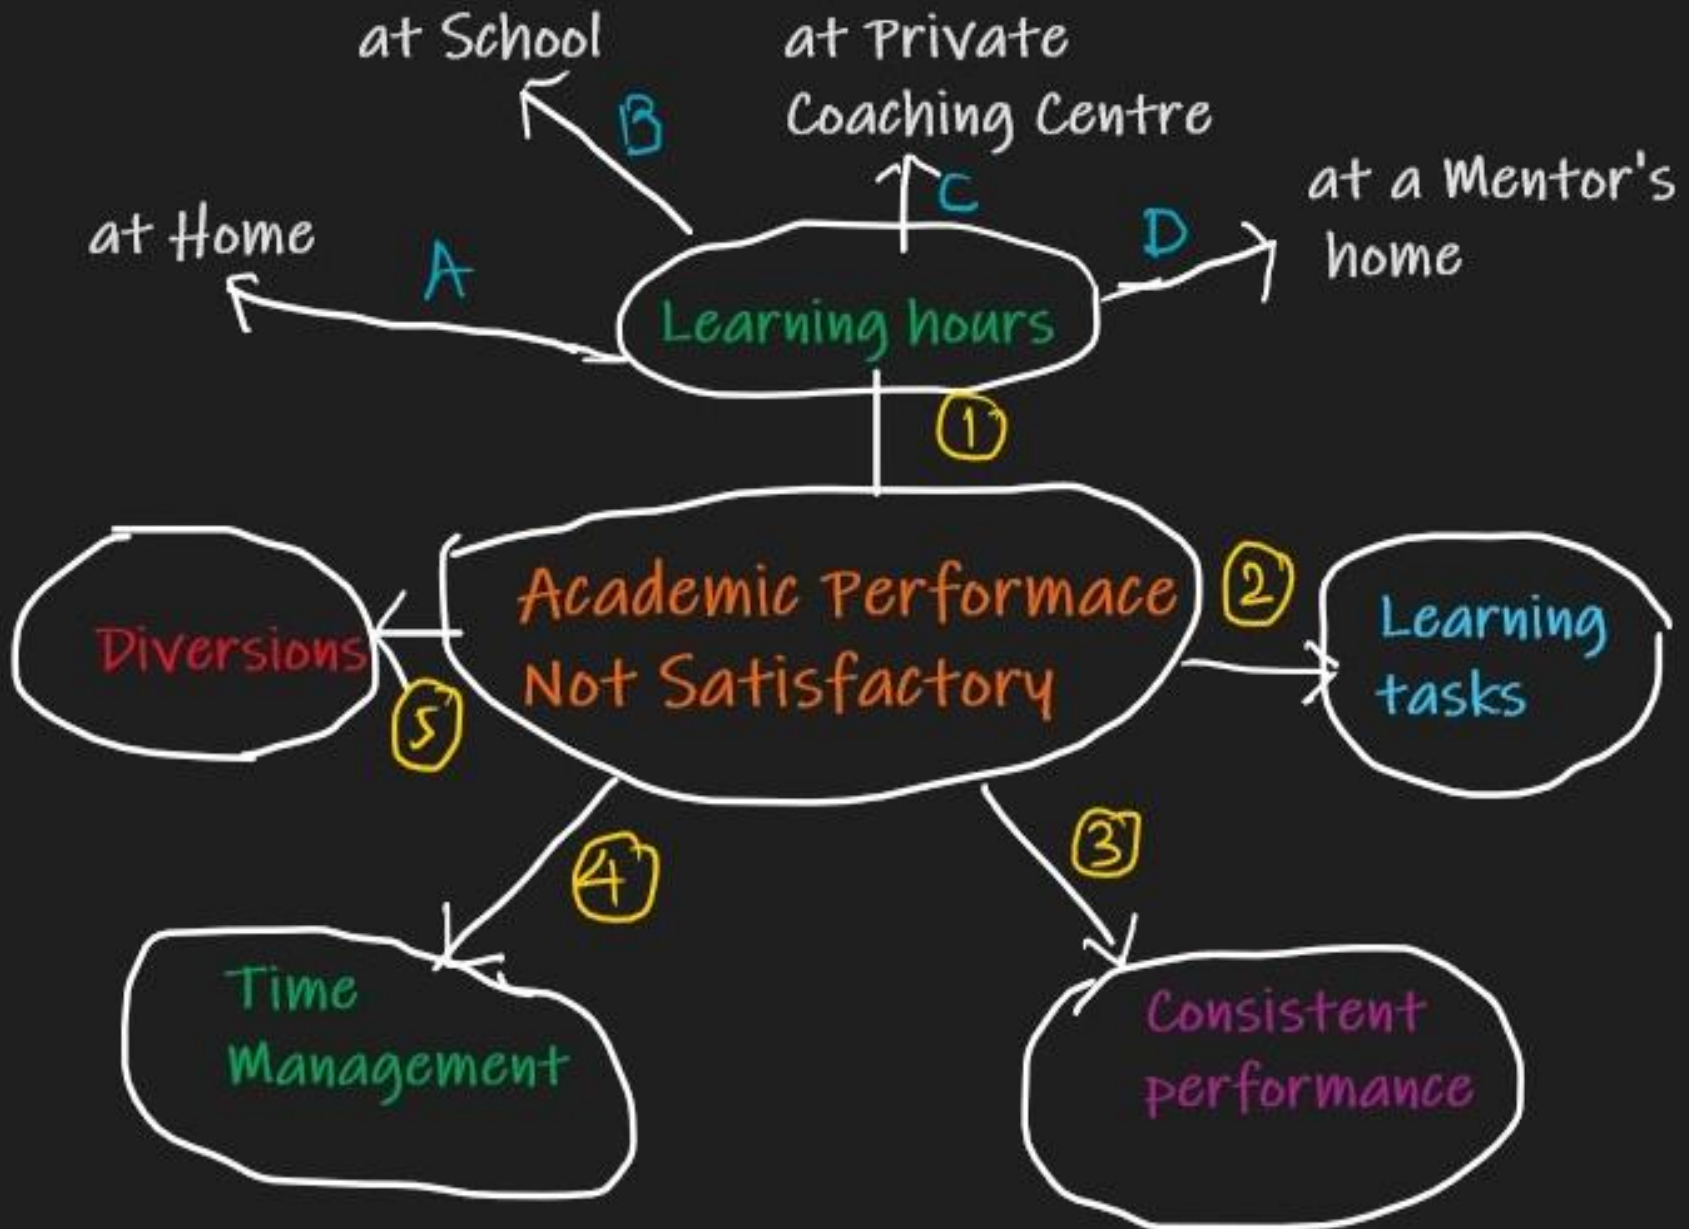 at School
at Private
Coaching Centre
B
C
at a Mentor's
home
D
at Home
A
Learning hours
1
Academic Performace
Not Satisfactory
2
Learning
tasks
Diversions
5
4
3
Time
Management
Consistent
performance